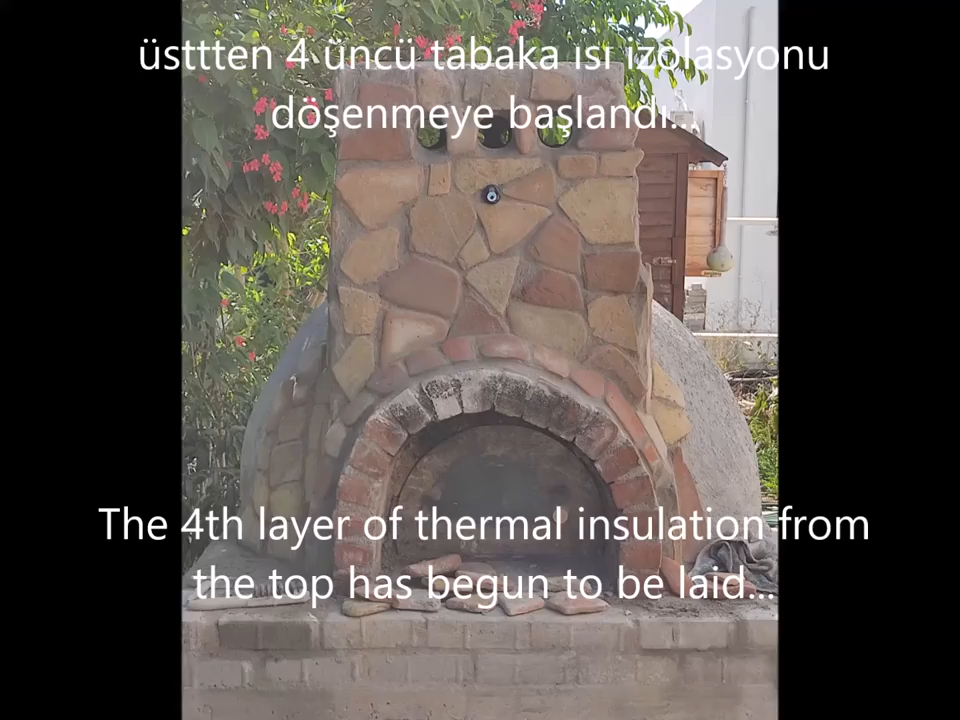 üsttten 4 üncü tabaka ısı izolasyonu
döşenmeye başlandı...
The 4th layer of thermal insulation from
the top has begun to be laid...